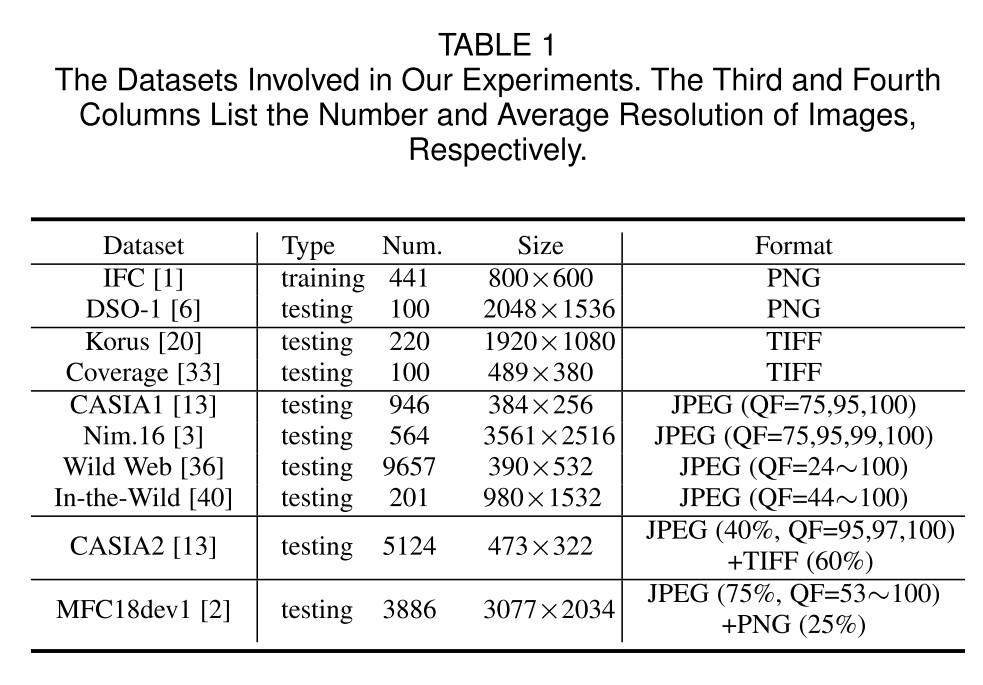 TABLE 1
The Datasets Involved in Our Experiments. The Third and Fourth
Columns List the Number and Average Resolution of Images,
Respectively.
Dataset Type Num. Size Format
IFC [1] training 441 800×600 PNG
DSO-1 [6] testing 100 2048×1536 PNG
Korus [20] testing 220 1920×1080 TIFF
Coverage [33] testing 100 489×380 TIFF
CASIA1 [13] testing 946 384×256 JPEG (QF=75,95,100)
Nim.16 [3] testing 564 3561×2516 JPEG (QF=75,95,99,100)
Wild Web [36] testing 9657 390×532 JPEG (QF=24∼100)
In-the-Wild [40] testing 201 980×1532 JPEG (QF=44∼100)
CASIA2 [13] testing 5124 473×322 JPEG (40%, QF=95,97,100)
+TIFF (60%)
MFC18dev1 [2] testing 3886 3077×2034 JPEG (75%, QF=53∼100)
+PNG (25%)